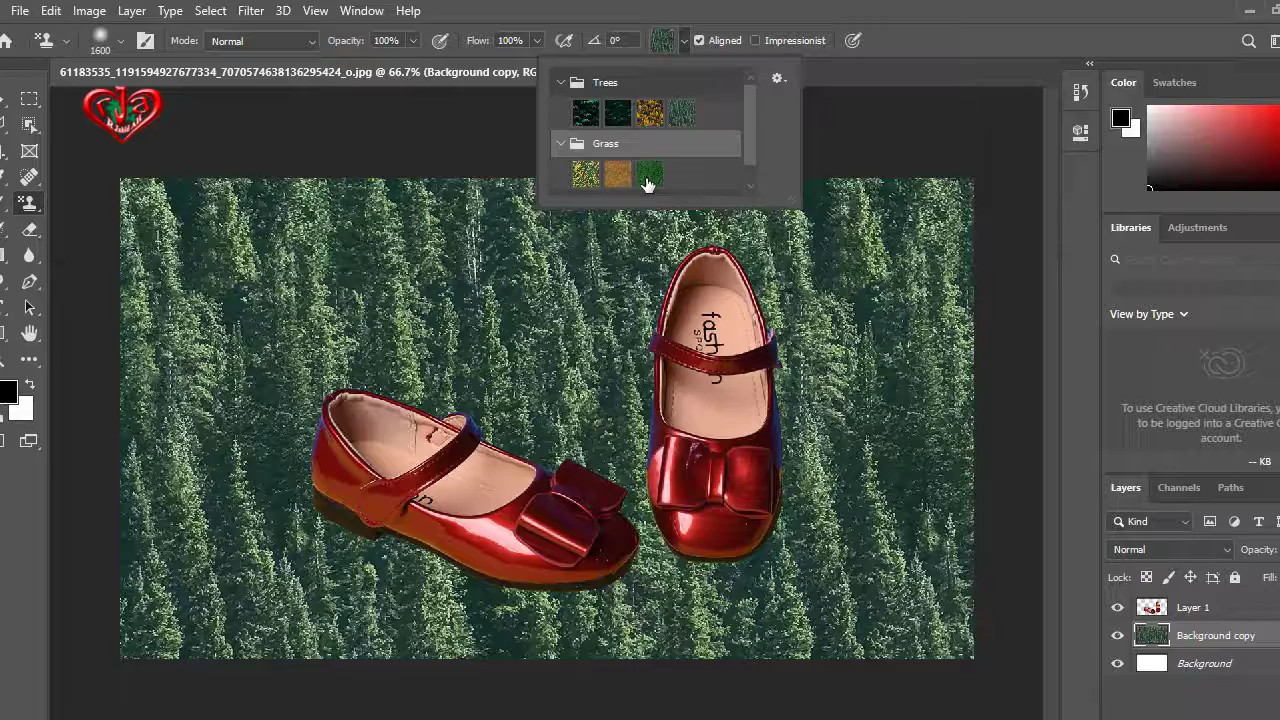 File Edit Image Layer Type Select Filter 3D View Window Help
1600 Mode: Normal Opacity: 100% Flow: 100% 0° Aligned Impressionist
61183535_1191594927677334_7070574638136295424_o.jpg @ 66.7% (Background copy, RG
Trees
Grass
Color Swatches
Libraries Adjustments
View by Type
To use Creative Cloud Libraries, y
to be logged into a Creative C
account.
-- KB
Layers Channels Paths
Kind
Normal Opacity:
Lock: Fill:
Layer 1
Background copy
Background
fash
n